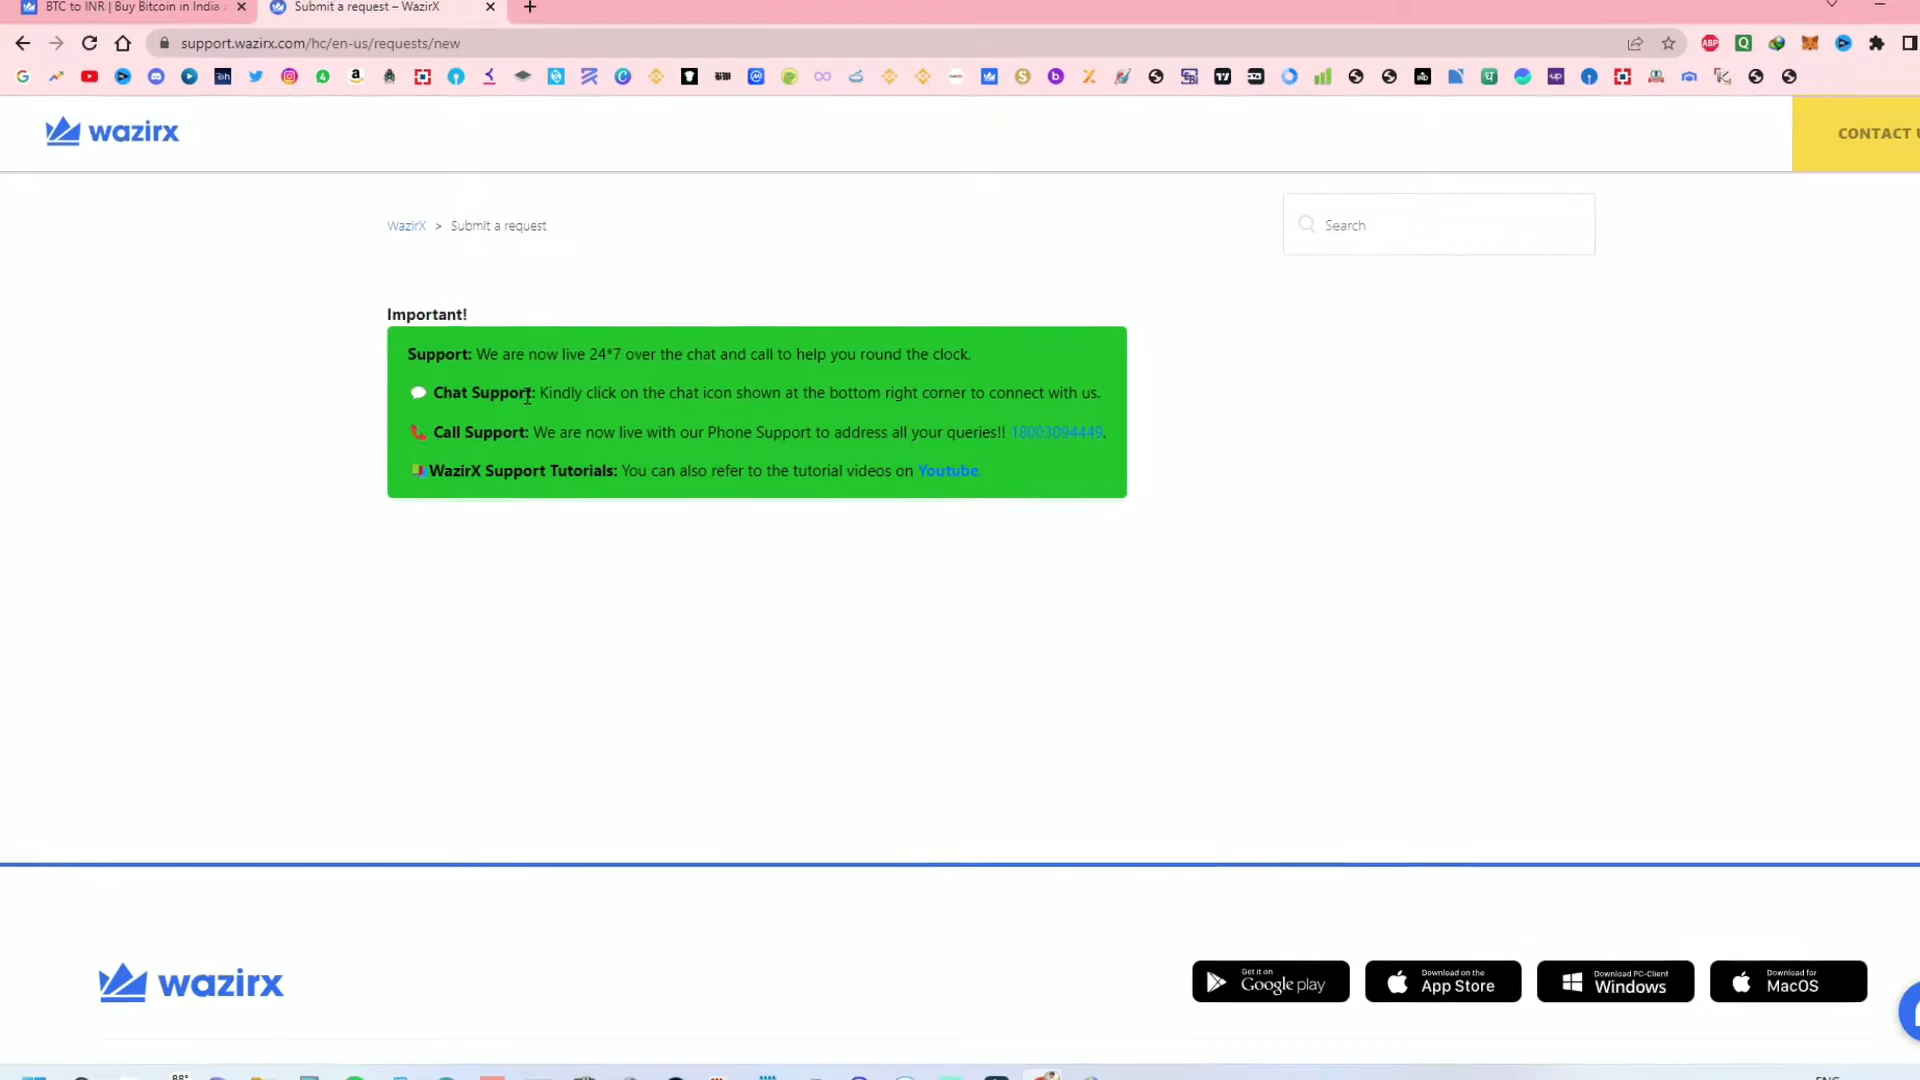 BTC to INR | Buy Bitcoin in India
Submit a request – WazirX
support.wazirx.com/hc/en-us/requests/new
wazirx
CONTACT
WazirX > Submit a request
Search
Important!
Support: We are now live 24*7 over the chat and call to help you round the clock.
Chat Support: Kindly click on the chat icon shown at the bottom right corner to connect with us.
Call Support: We are now live with our Phone Support to address all your queries!! 18003094449.
WazirX Support Tutorials: You can also refer to the tutorial videos on Youtube.
wazirx
Get it on
Google play
Download on the
App Store
Download PC-Client
Windows
Download for
MacOS
88°
ENG